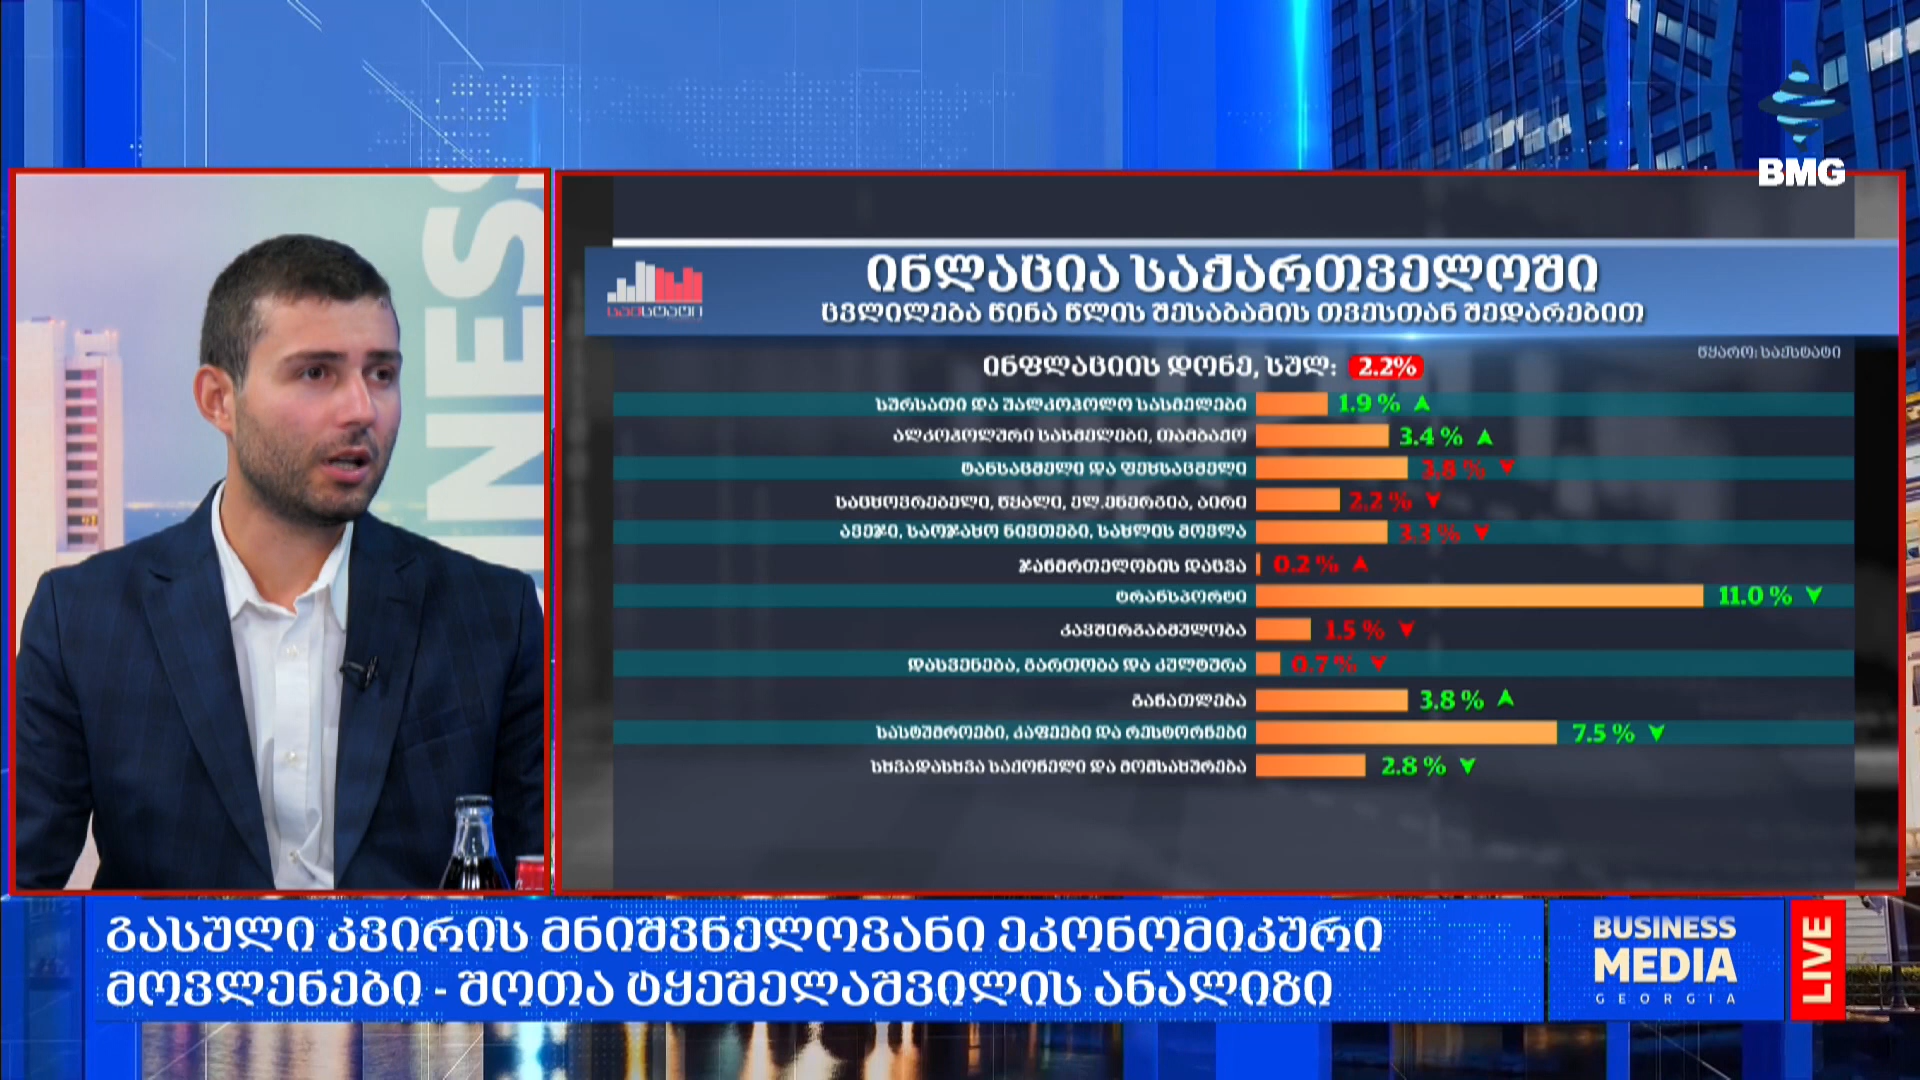 BMG
INES
ინლაცია საქართველოში
ცვლილება წინა წლის შესაბამის თვესთან შედარებით
საქსტატი
წყარო: საქსტატი
ინფლაციის დონე, სულ: 2.2%
სურსათი და უალკოჰოლო სასმელები 1.9 %
ალკოჰოლური სასმელები, თამბაქო 3.4 %
ტანსაცმელი და ფეხსაცმელი 3.8 %
საცხოვრებელი, წყალი, ელ.ენერგია, აირი 2.2 %
ავეჯი, საოჯახო ნივთები, სახლის მოვლა 3.3 %
ჯანმრთელობის დაცვა 0.2 %
ტრანსპორტი 11.0 %
კავშირგაბმულობა 1.5 %
დასვენება, გართობა და კულტურა 0.7 %
განათლება 3.8 %
სასტუმროები, კაფეები და რესტორნები 7.5 %
სხვადასხვა საქონელი და მომსახურება 2.8 %
გასული კვირის მნიშვნელოვანი ეკონომიკური
მოვლენები - შოთა ტყეშელაშვილის ანალიზი
BUSINESS
MEDIA
GEORGIA
LIVE